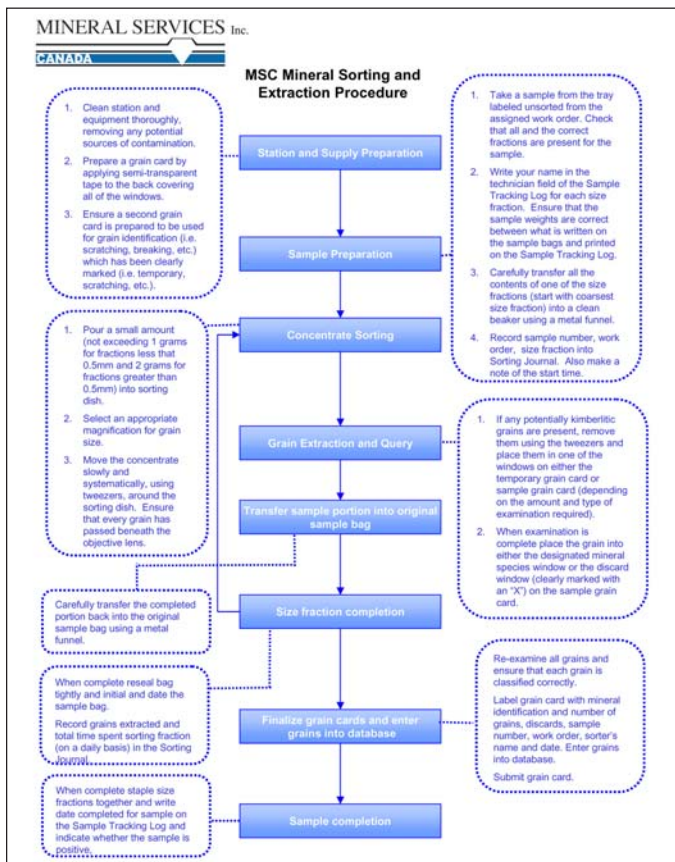 MINERAL SERVICES Inc.
CANADA
MSC Mineral Sorting and
Extraction Procedure
1. Clean station and
equipment thoroughly,
removing any potential
sources of contamination.
2. Prepare a grain card by
applying semi-transparent
tape to the back covering
all of the windows.
3. Ensure a second grain
card is prepared to be used
for grain identification (i.e.
scratching, breaking, etc.)
which has been clearly
marked (i.e. temporary,
scratching, etc.).
Station and Supply Preparation
1. Take a sample from the tray
labeled unsorted from the
assigned work order. Check
that all and the correct
fractions are present for the
sample.
2. Write your name in the
technician field of the Sample
Tracking Log for each size
fraction. Ensure that the
sample weights are correct
between what is written on
the sample bags and printed
on the Sample Tracking Log.
3. Carefully transfer all the
contents of one of the size
fractions (start with coarsest
size fraction) into a clean
beaker using a metal funnel.
4. Record sample number, work
order, size fraction into
Sorting Journal. Also make a
note of the start time.
Sample Preparation
1. Pour a small amount
(not exceeding 1 grams
for fractions less that
0.5mm and 2 grams for
fractions greater than
0.5mm) into sorting
dish.
2. Select an appropriate
magnification for grain
size.
3. Move the concentrate
slowly and
systematically, using
tweezers, around the
sorting dish. Ensure
that every grain has
passed beneath the
objective lens.
Concentrate Sorting
Grain Extraction and Query
1. If any potentially kimberlitic
grains are present, remove
them using the tweezers and
place them in one of the
windows on either the
temporary grain card or
sample grain card (depending
on the amount and type of
examination required).
2. When examination is
complete place the grain into
either the designated mineral
species window or the discard
window (clearly marked with
an "X") on the sample grain
card.
Transfer sample portion into original
sample bag
Carefully transfer the completed
portion back into the original
sample bag using a metal
funnel.
Size fraction completion
When complete reseal bag
tightly and initial and date the
sample bag.
Record grains extracted and
total time spent sorting fraction
(on a daily basis) in the Sorting
Journal.
Finalize grain cards and enter
grains into database
Re-examine all grains and
ensure that each grain is
classified correctly.
Label grain card with mineral
identification and number of
grains, discards, sample
number, work order, sorter's
name and date. Enter grains
into database.
Submit grain card.
When complete staple size
fractions together and write
date completed for sample on
the Sample Tracking Log and
indicate whether the sample is
positive.
Sample completion